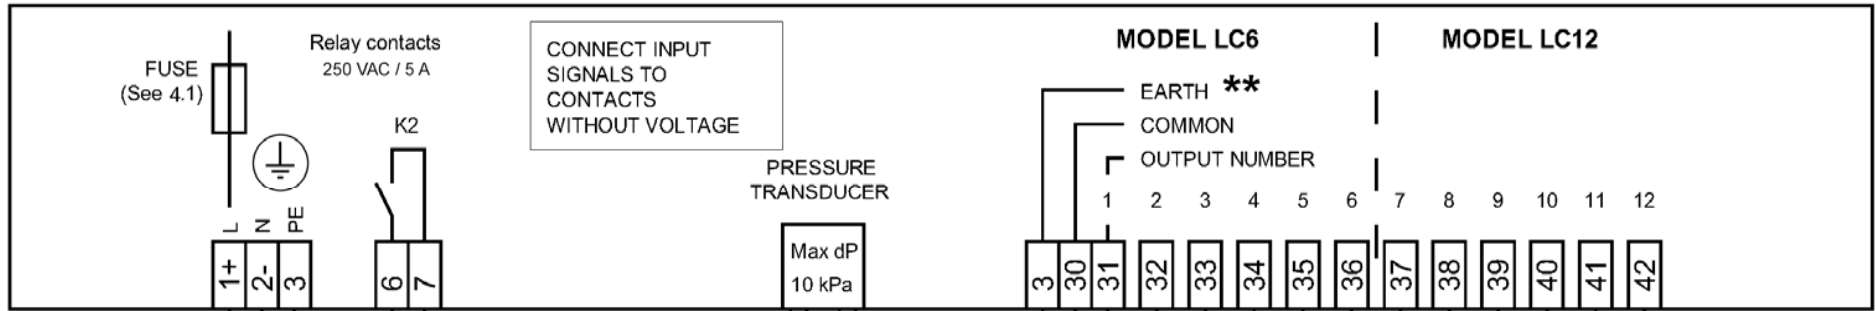 FUSE
(See 4.1)
Relay contacts
250 VAC / 5 A
K2
CONNECT INPUT
SIGNALS TO
CONTACTS
WITHOUT VOLTAGE
PRESSURE
TRANSDUCER
MODEL LC6
MODEL LC12
EARTH **
COMMON
OUTPUT NUMBER
1 2 3 4 5 6 7 8 9 10 11 12
L N PE
1+ 2- 3
6 7
Max dP
10 kPa
3 30 31 32 33 34 35 36 37 38 39 40 41 42